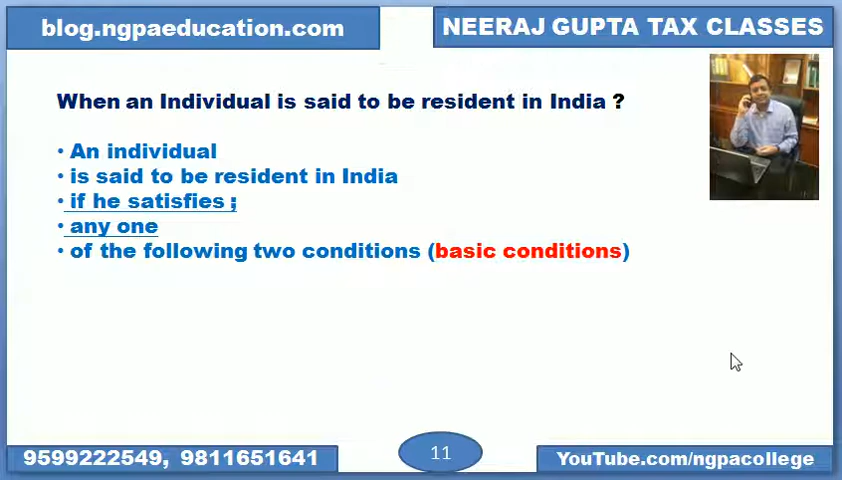 blog.ngpaeducation.com
NEERAJ GUPTA TAX CLASSES
When an Individual is said to be resident in India ?
• An individual
• is said to be resident in India
• if he satisfies ;
• any one
• of the following two conditions (basic conditions)
9599222549, 9811651641
11
YouTube.com/ngpacollege